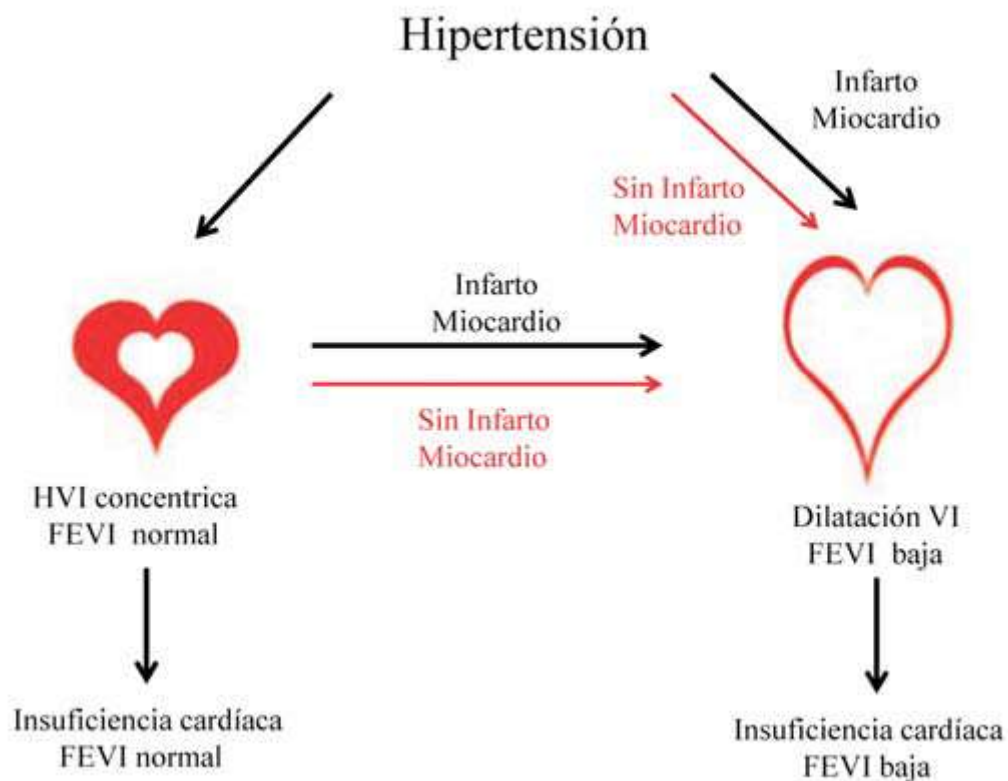 Hipertensión
Infarto
Miocardio
Sin Infarto
Miocardio
Infarto
Miocardio
Sin Infarto
Miocardio
HVI concentrica
FEVI normal
Dilatación VI
FEVI baja
Insuficiencia cardíaca
FEVI normal
Insuficiencia cardíaca
FEVI baja